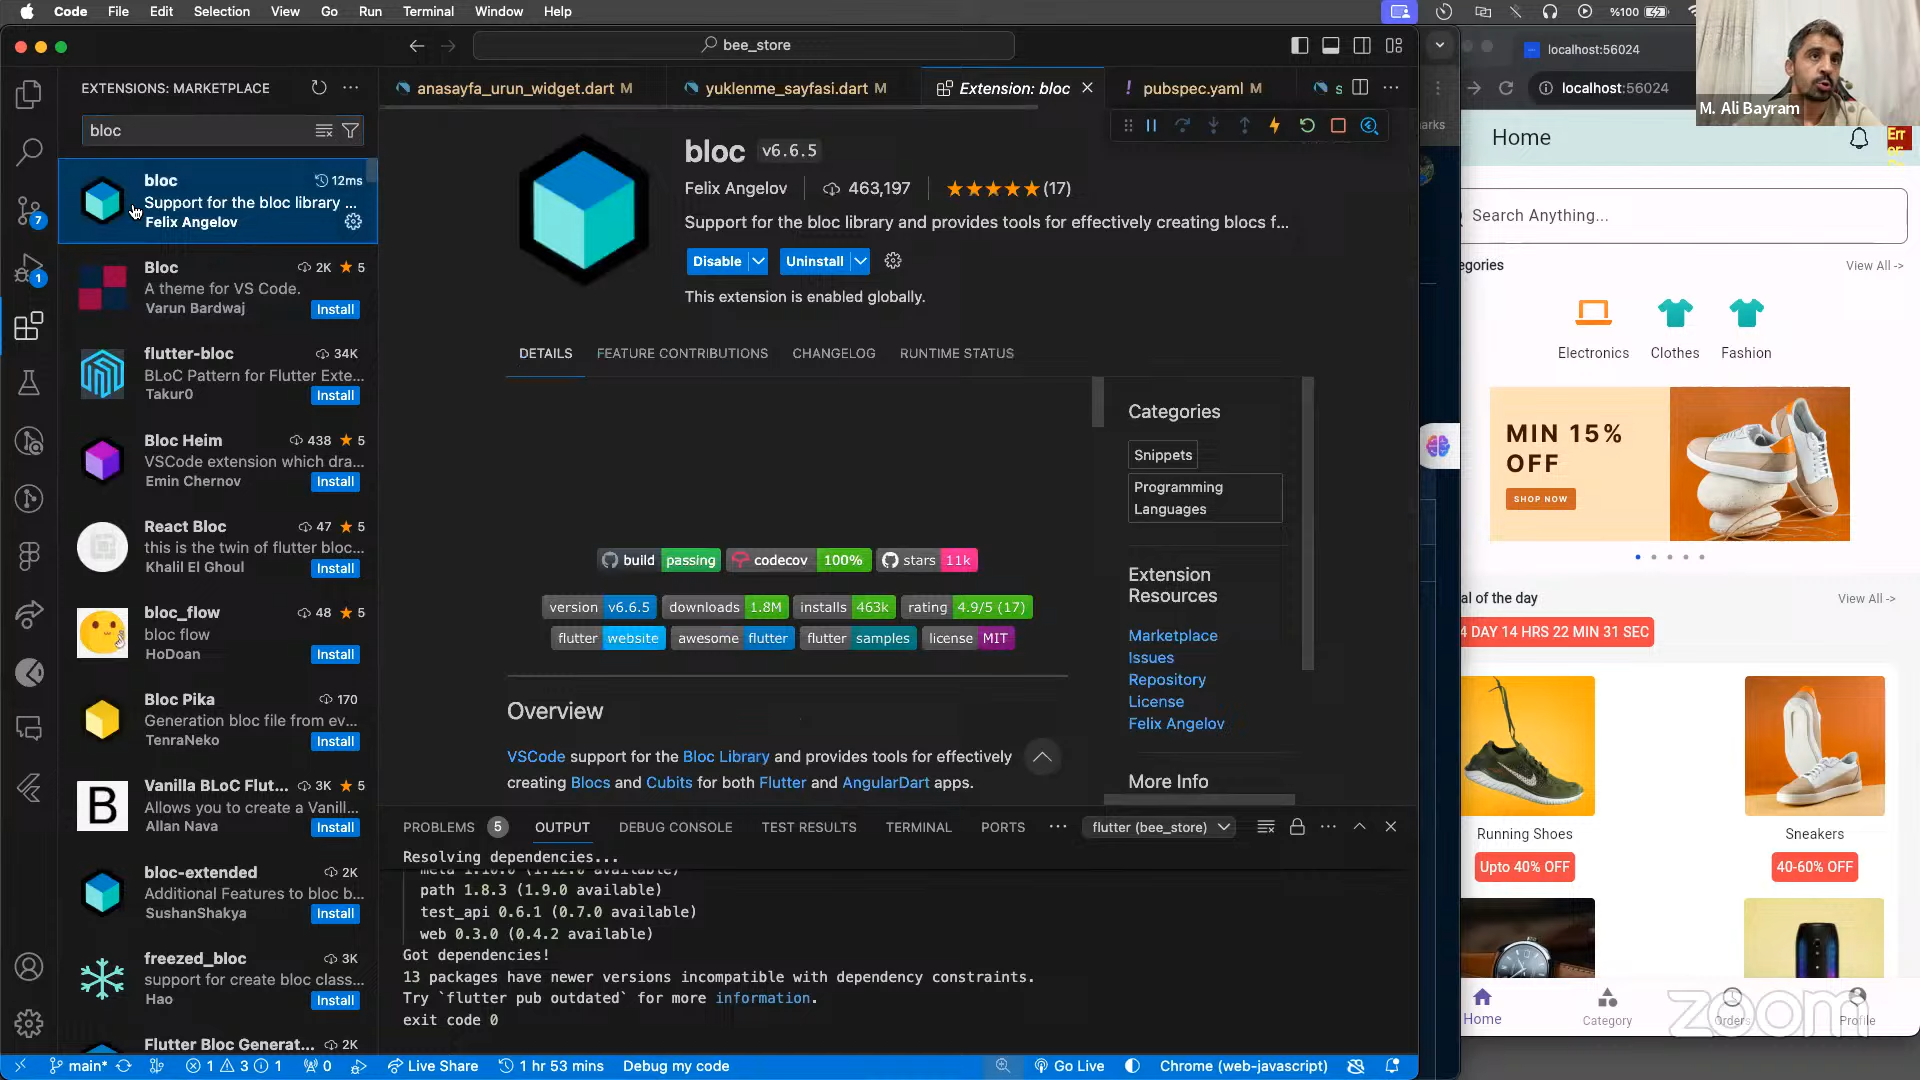 Code File Edit Selection View Go Run Terminal Window Help
%100
bee_store
EXTENSIONS: MARKETPLACE
bloc
bloc 12ms
Support for the bloc library ...
Felix Angelov
Bloc 2K 5
A theme for VS Code.
Varun Bardwaj Install
flutter-bloc 34K
BLoC Pattern for Flutter Exte...
Takur0 Install
Bloc Heim 438 5
VSCode extension which dra...
Emin Chernov Install
React Bloc 47 5
this is the twin of flutter bloc...
Khalil El Ghoul Install
bloc_flow 48 5
bloc flow
HoDoan Install
Bloc Pika 170
Generation bloc file from ev...
TenraNeko Install
Vanilla BLoC Flut... 3K 5
Allows you to create a Vanill...
Allan Nava Install
bloc-extended 2K
Additional Features to bloc b...
SushanShakya Install
freezed_bloc 3K
support for create bloc class...
Hao Install
Flutter Bloc Generat... 2K
7
1
anasayfa_urun_widget.dart M
yuklenme_sayfasi.dart M
Extension: bloc
! pubspec.yaml M
s
bloc v6.6.5
Felix Angelov 463,197 (17)
Support for the bloc library and provides tools for effectively creating blocs f...
Disable Uninstall
This extension is enabled globally.
DETAILS FEATURE CONTRIBUTIONS CHANGELOG RUNTIME STATUS
build passing codecov 100% stars 11k
version v6.6.5 downloads 1.8M installs 463k rating 4.9/5 (17)
flutter website awesome flutter flutter samples license MIT
Overview
VSCode support for the Bloc Library and provides tools for effectively
creating Blocs and Cubits for both Flutter and AngularDart apps.
Categories
Snippets
Programming
Languages
Extension
Resources
Marketplace
Issues
Repository
License
Felix Angelov
More Info
PROBLEMS 5 OUTPUT DEBUG CONSOLE TEST RESULTS TERMINAL PORTS flutter (bee_store)
Resolving dependencies...
meta 1.10.0 (1.12.0 available)
path 1.8.3 (1.9.0 available)
test_api 0.6.1 (0.7.0 available)
web 0.3.0 (0.4.2 available)
Got dependencies!
13 packages have newer versions incompatible with dependency constraints.
Try `flutter pub outdated` for more information.
exit code 0
main* 1 3 1 0 Live Share 1 hr 53 mins Debug my code Go Live Chrome (web-javascript)
localhost:56024
localhost:56024
arks
M. Ali Bayram
Home
Err
Search Anything...
egories View All ->
Electronics Clothes Fashion
MIN 15%
OFF
SHOP NOW
al of the day View All ->
4 DAY 14 HRS 22 MIN 31 SEC
Running Shoes Sneakers
Upto 40% OFF 40-60% OFF
Home Category Orders Profile
zoom